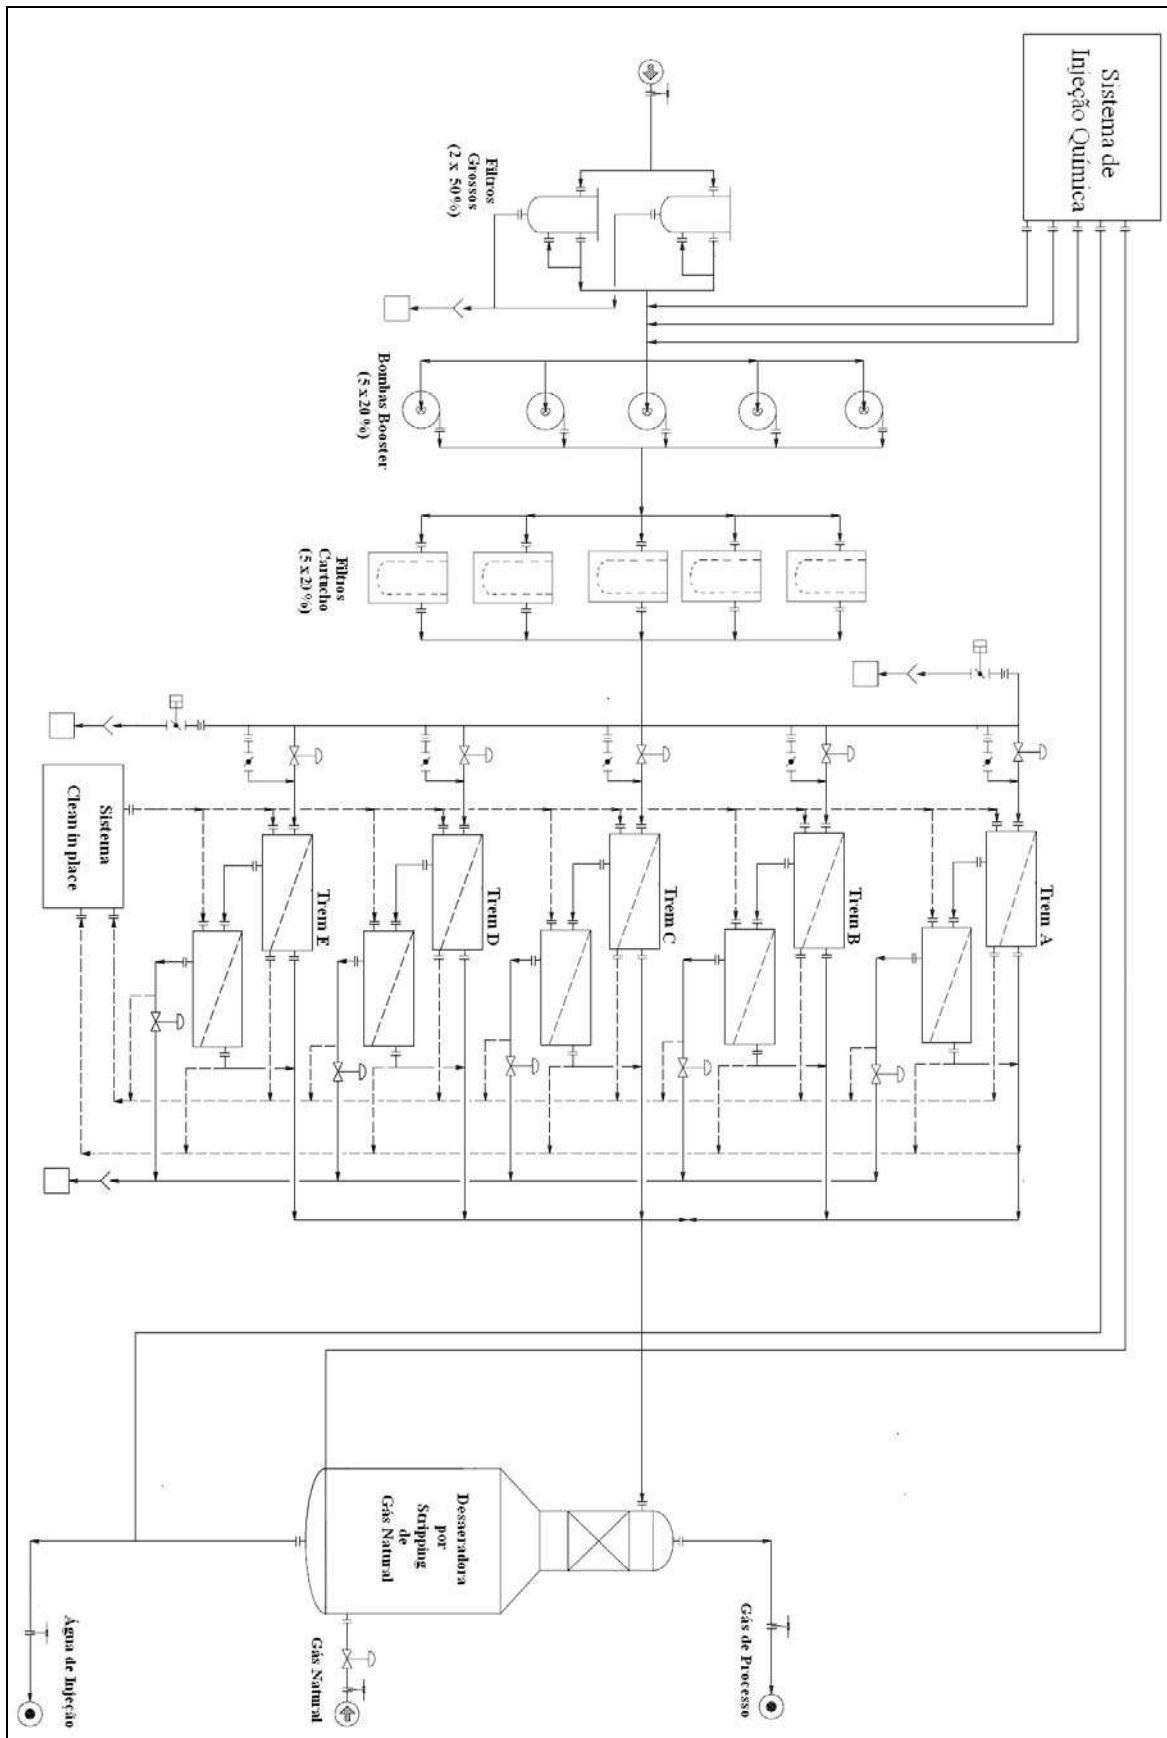 Sistema de
Injeção Química
Filtros
Grossos
(2 x 50%)
Bombas Booster
(5 x 20%)
Filtros
Cartucho
(5 x 20%)
Sistema
Clean in place
Trem E
Trem D
Trem C
Trem B
Trem A
Desaeradora
por
Stripping
de
Gás Natural
Gás de Processo
Gás Natural
Água de Injeção